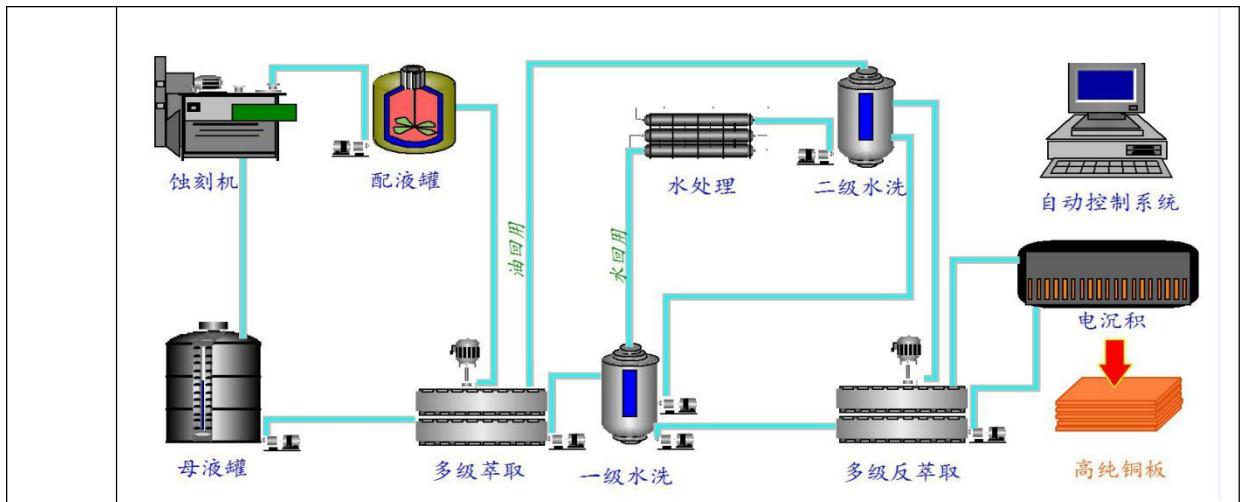 蚀刻机
配液罐
水处理
二级水洗
自动控制系统
油回用
水回用
电沉积
母液罐
多级萃取
一级水洗
多级反萃取
高纯铜板